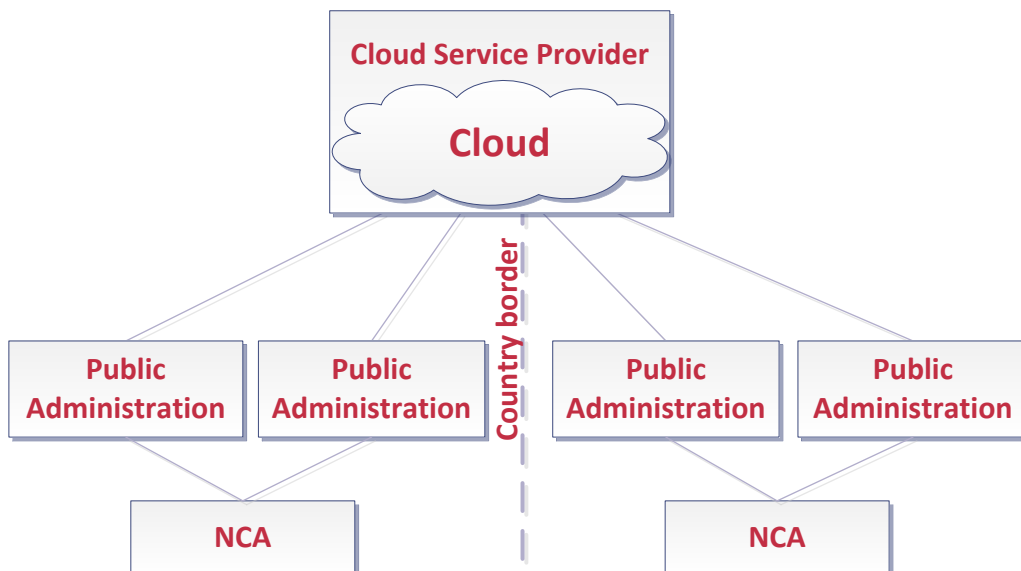 Cloud Service Provider
Cloud
Country border
Public
Administration
Public
Administration
Public
Administration
Public
Administration
NCA
NCA